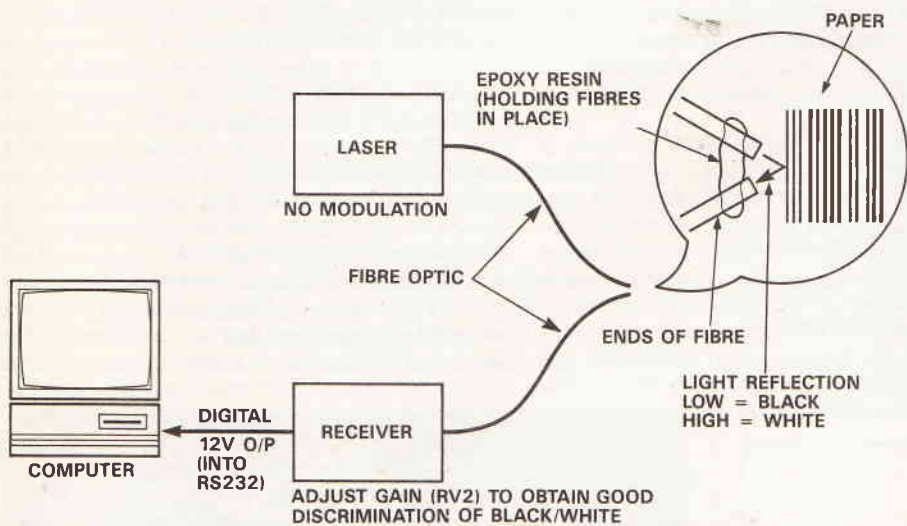 PAPER
EPOXY RESIN
(HOLDING FIBRES
IN PLACE)
LASER
NO MODULATION
FIBRE OPTIC
ENDS OF FIBRE
LIGHT REFLECTION
LOW = BLACK
HIGH = WHITE
DIGITAL
12V O/P
(INTO
RS232)
RECEIVER
COMPUTER
ADJUST GAIN (RV2) TO OBTAIN GOOD
DISCRIMINATION OF BLACK/WHITE